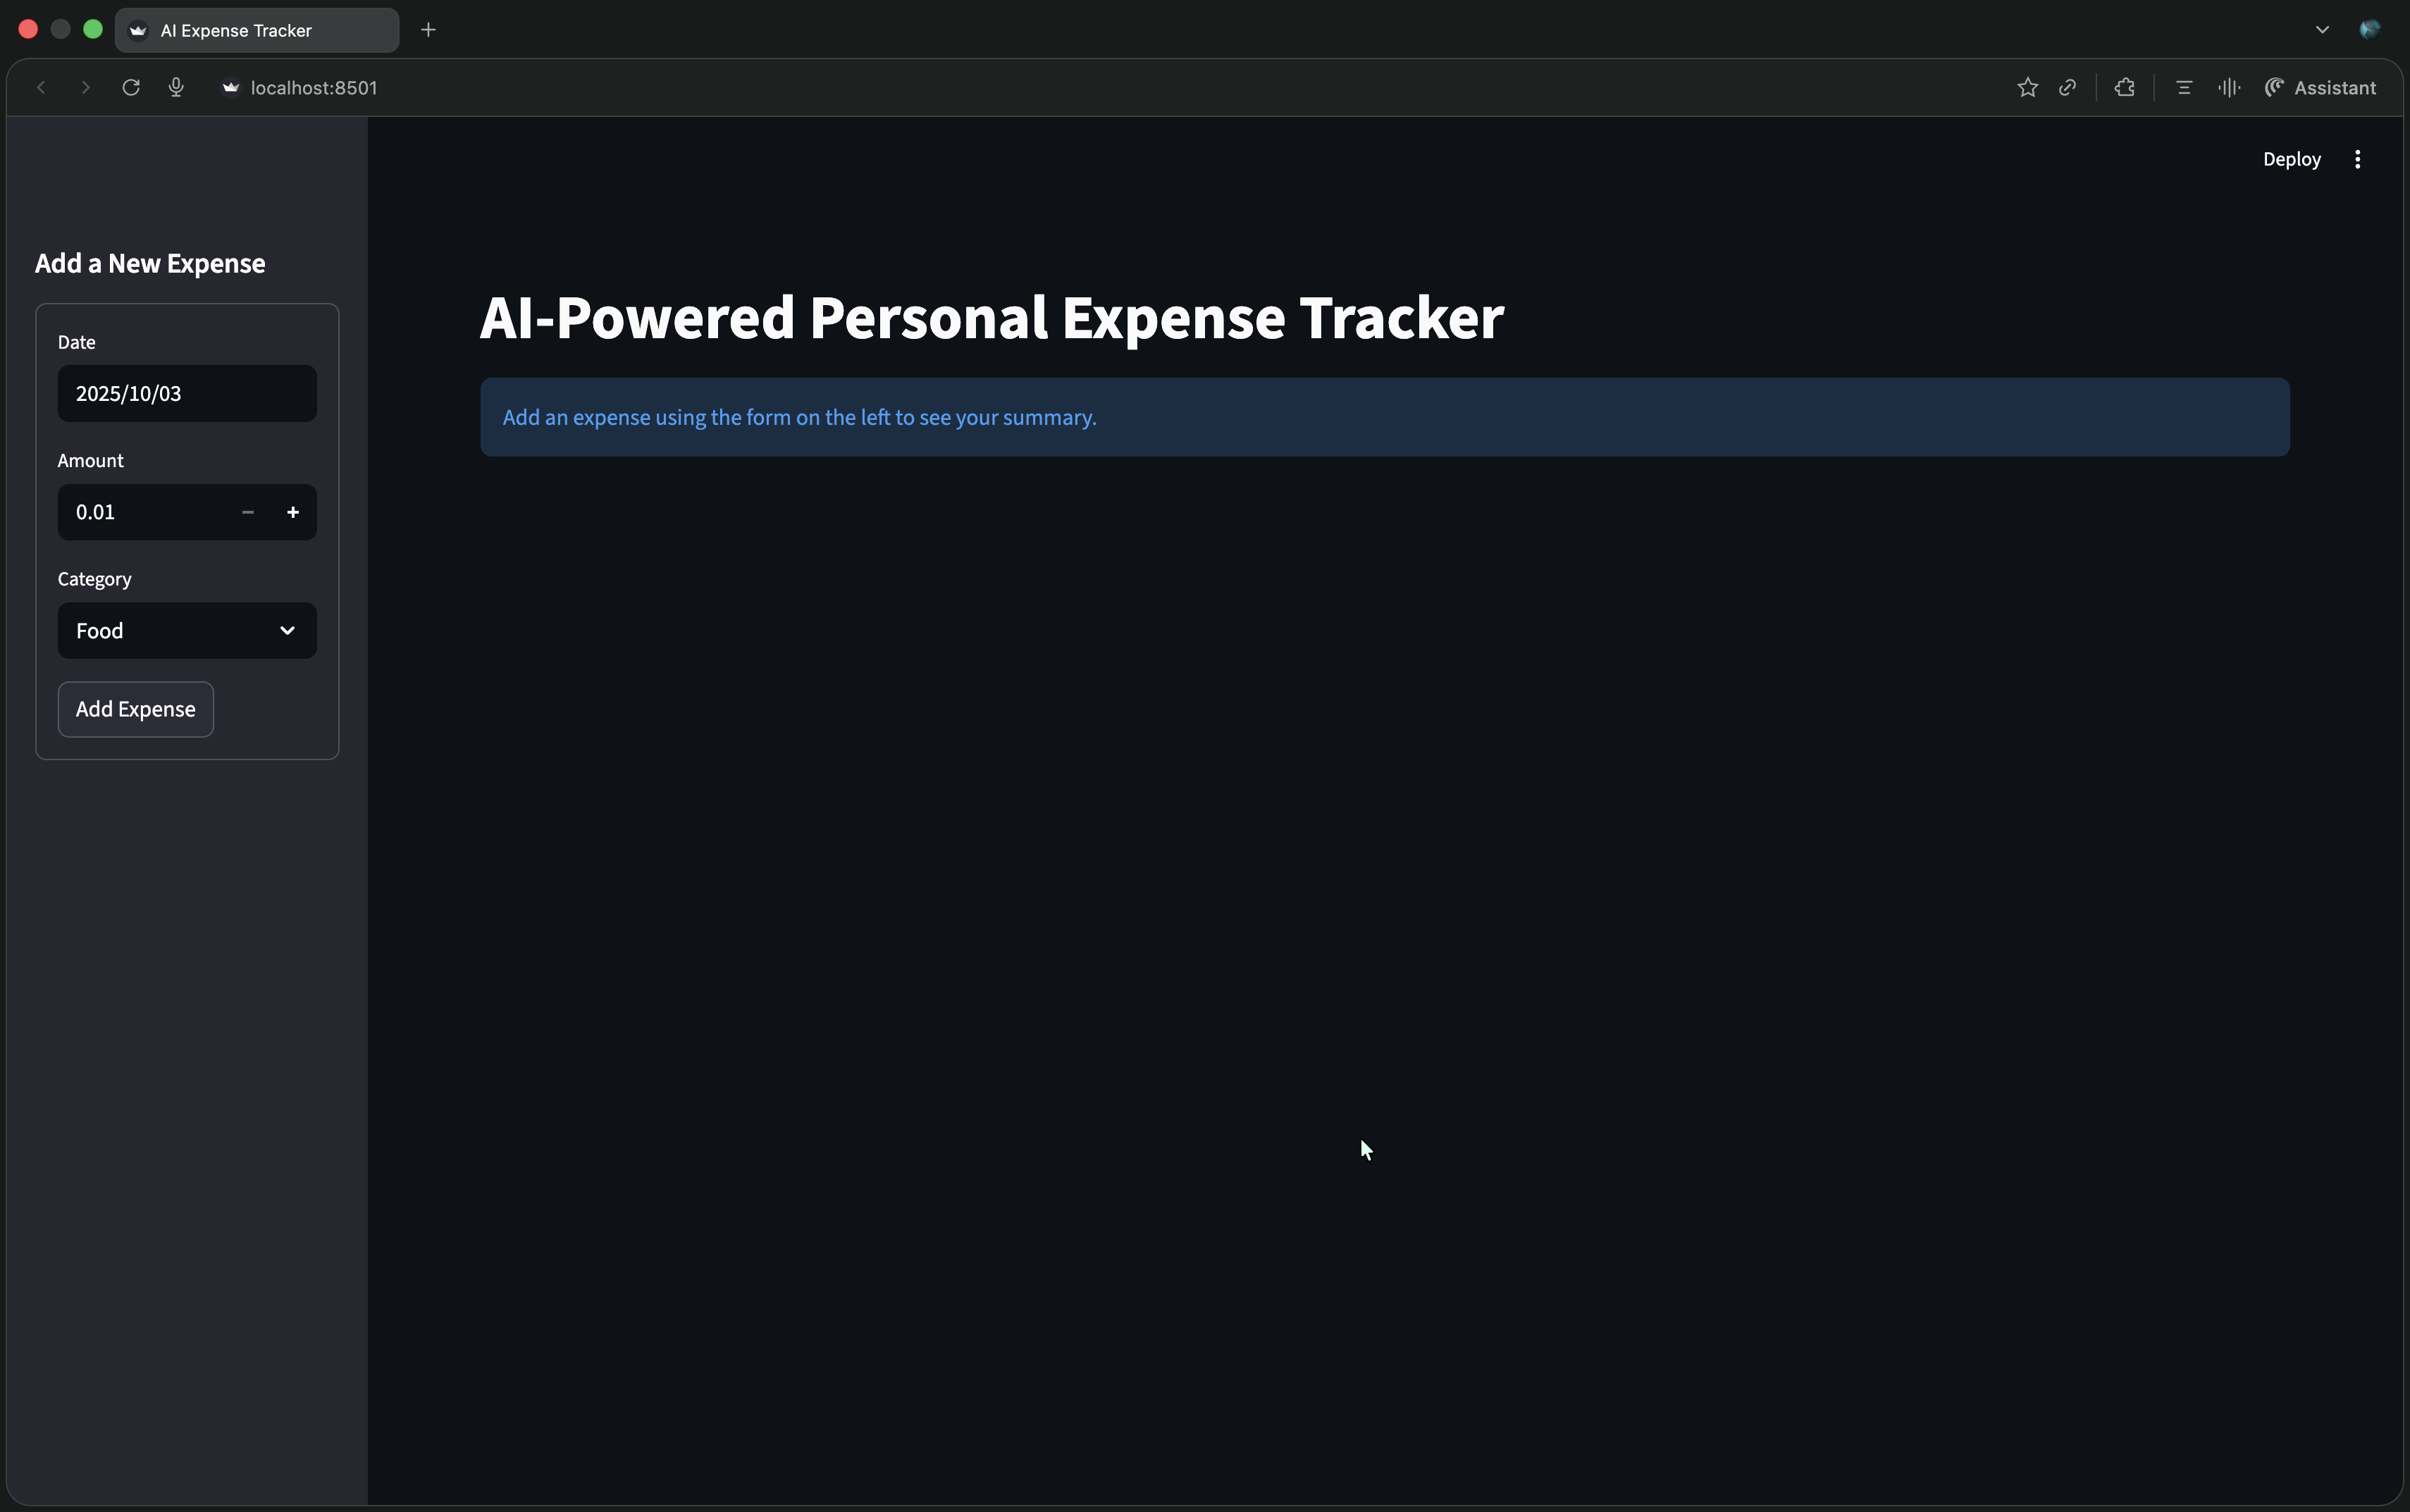 AI Expense Tracker
localhost:8501
Assistant
Deploy
Add a New Expense
Date
2025/10/03
Amount
0.01
Category
Food
Add Expense
AI-Powered Personal Expense Tracker
Add an expense using the form on the left to see your summary.